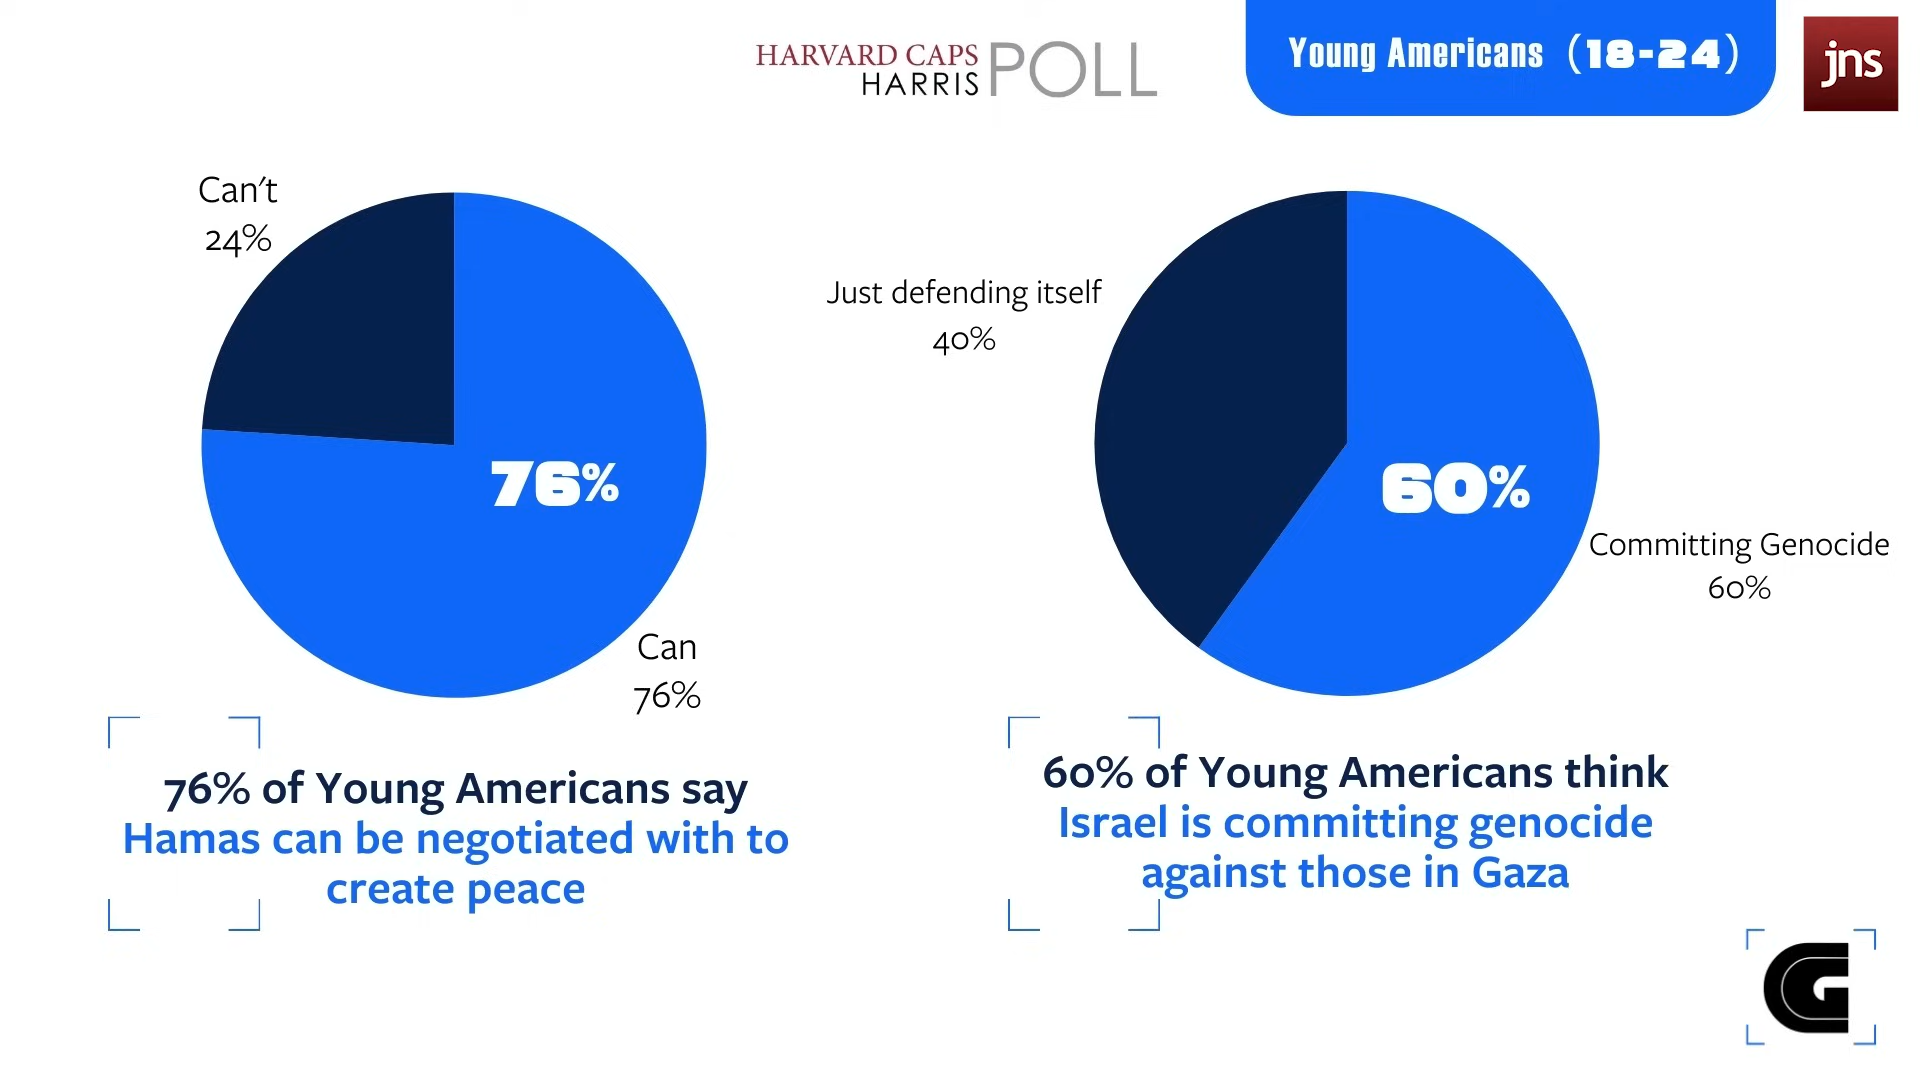 HARVARD CAPS
HARRIS
POLL
Young Americans (18-24)
jns
Can't
24%
76%
Can
76%
76% of Young Americans say
Hamas can be negotiated with to
create peace
Just defending itself
40%
60%
Committing Genocide
60%
60% of Young Americans think
Israel is committing genocide
against those in Gaza
G